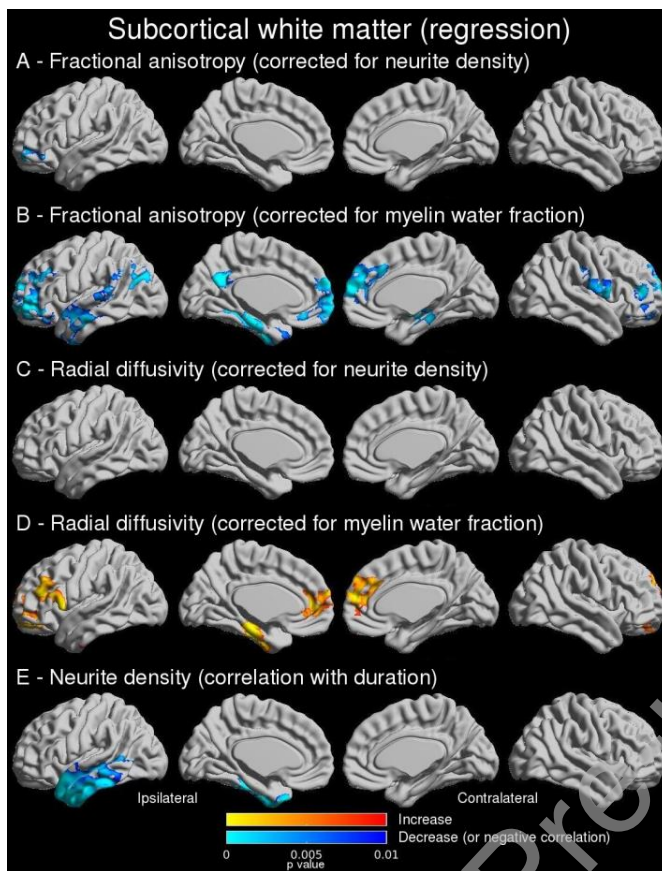 Subcortical white matter (regression)
A - Fractional anisotropy (corrected for neurite density)
B - Fractional anisotropy (corrected for myelin water fraction)
C - Radial diffusivity (corrected for neurite density)
D - Radial diffusivity (corrected for myelin water fraction)
E - Neurite density (correlation with duration)
Ipsilateral
Contralateral
Increase
Decrease (or negative correlation)
0 0.005 0.01
p value
Pre